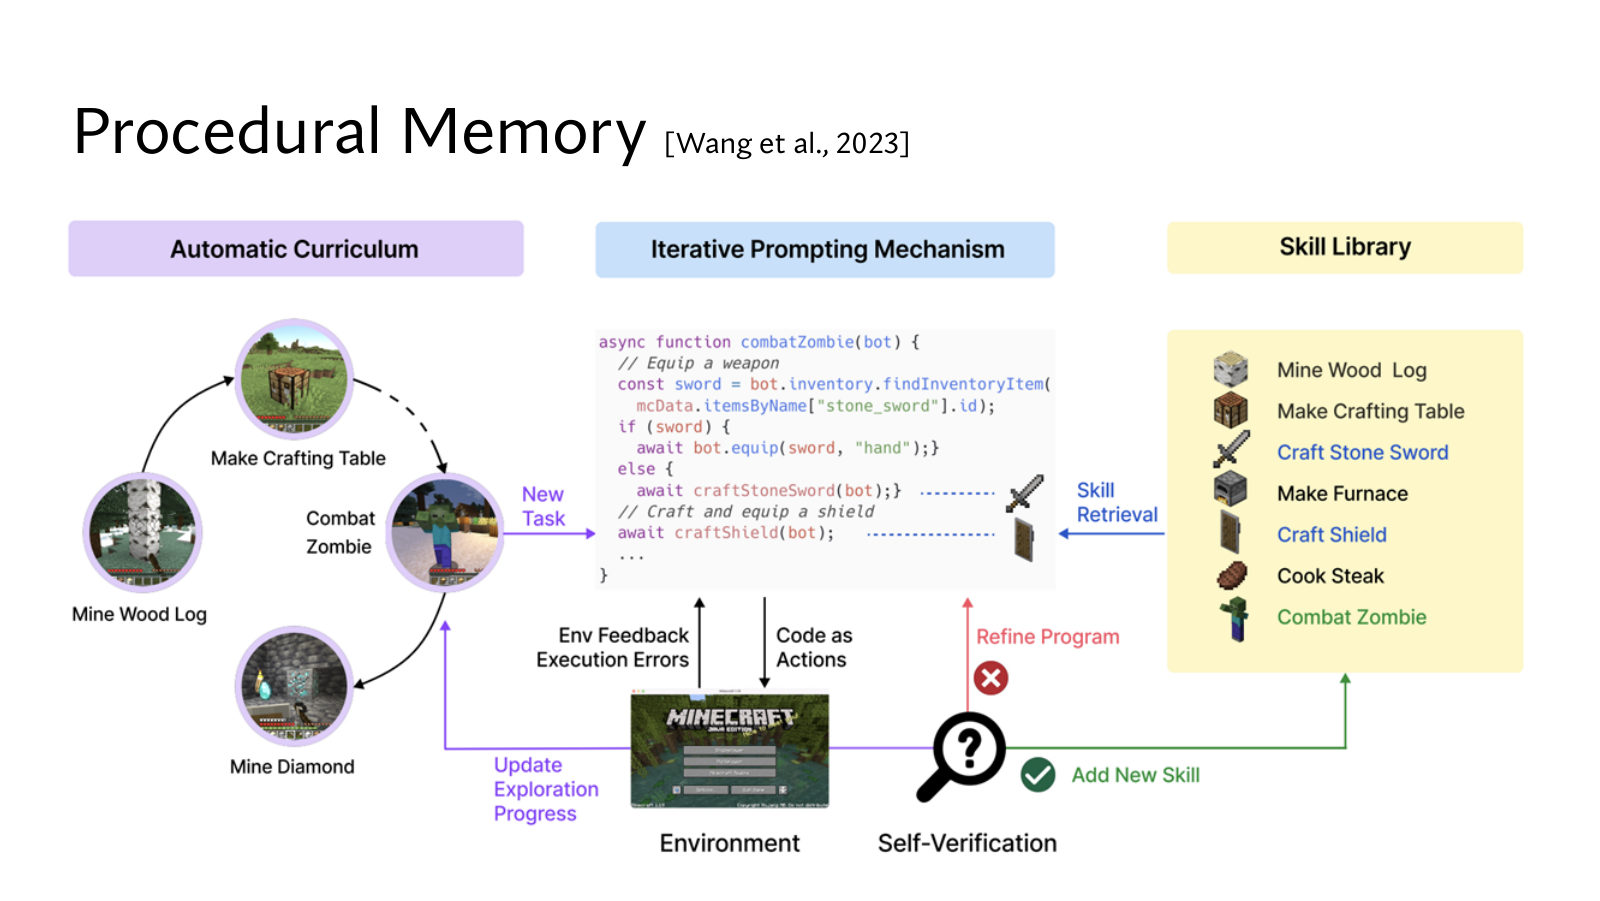 Procedural Memory [Wang et al., 2023]
Automatic Curriculum
Make Crafting Table
Mine Wood Log
Combat
Zombie
Mine Diamond
New
Task
Update
Exploration
Progress
Iterative Prompting Mechanism
async function combatZombie(bot) {
  // Equip a weapon
  const sword = bot.inventory.findInventoryItem(
    mcData.itemsByName["stone_sword"].id);
  if (sword) {
    await bot.equip(sword, "hand");}
  else {
    await craftStoneSword(bot);}
  // Craft and equip a shield
  await craftShield(bot);
  ...
}
Env Feedback
Execution Errors
Code as
Actions
Refine Program
MINECRAFT
JAVA EDITION
Environment
Self-Verification
Add New Skill
Skill
Retrieval
Skill Library
Mine Wood Log
Make Crafting Table
Craft Stone Sword
Make Furnace
Craft Shield
Cook Steak
Combat Zombie